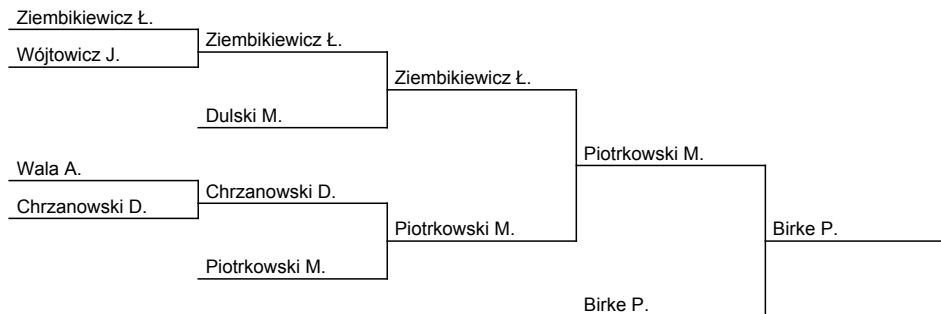 Ziembikiewicz Ł.
Wójtowicz J.
Ziembikiewicz Ł.
Ziembikiewicz Ł.
Dulski M.
Piotrkowski M.
Wala A.
Chrzanowski D.
Chrzanowski D.
Piotrkowski M.
Birke P.
Piotrkowski M.
Birke P.